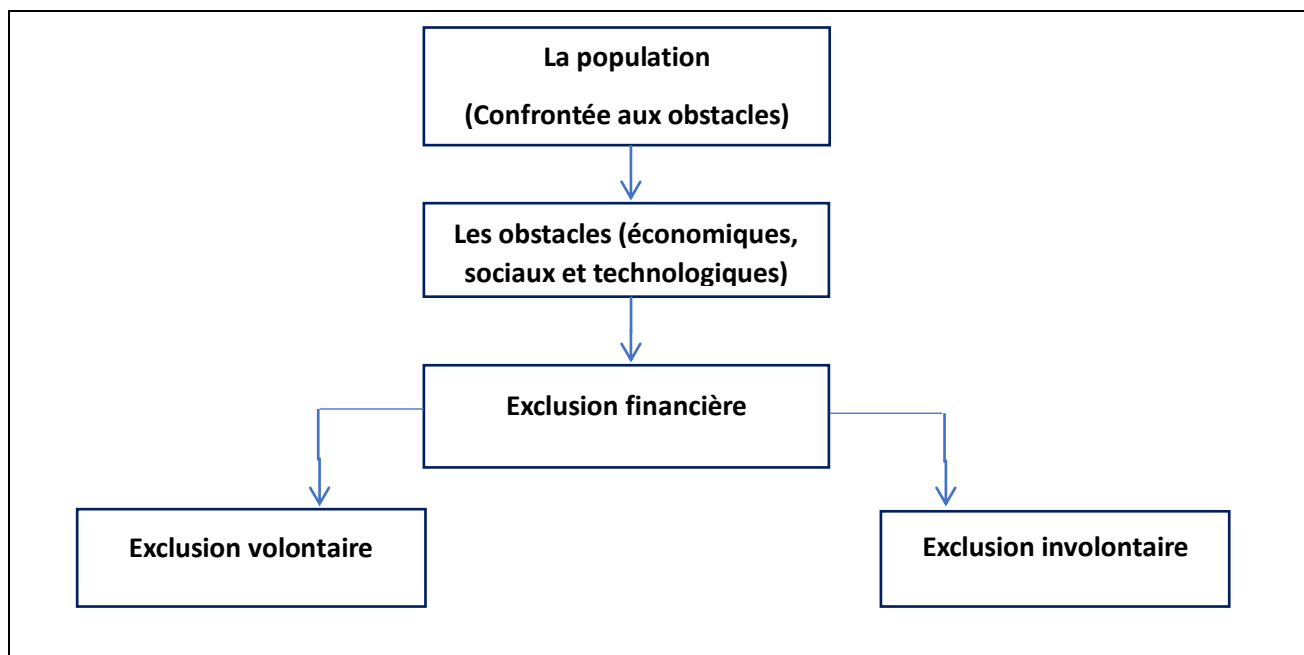 La population
(Confrontée aux obstacles)
Les obstacles (économiques,
sociaux et technologiques)
Exclusion financière
Exclusion volontaire
Exclusion involontaire